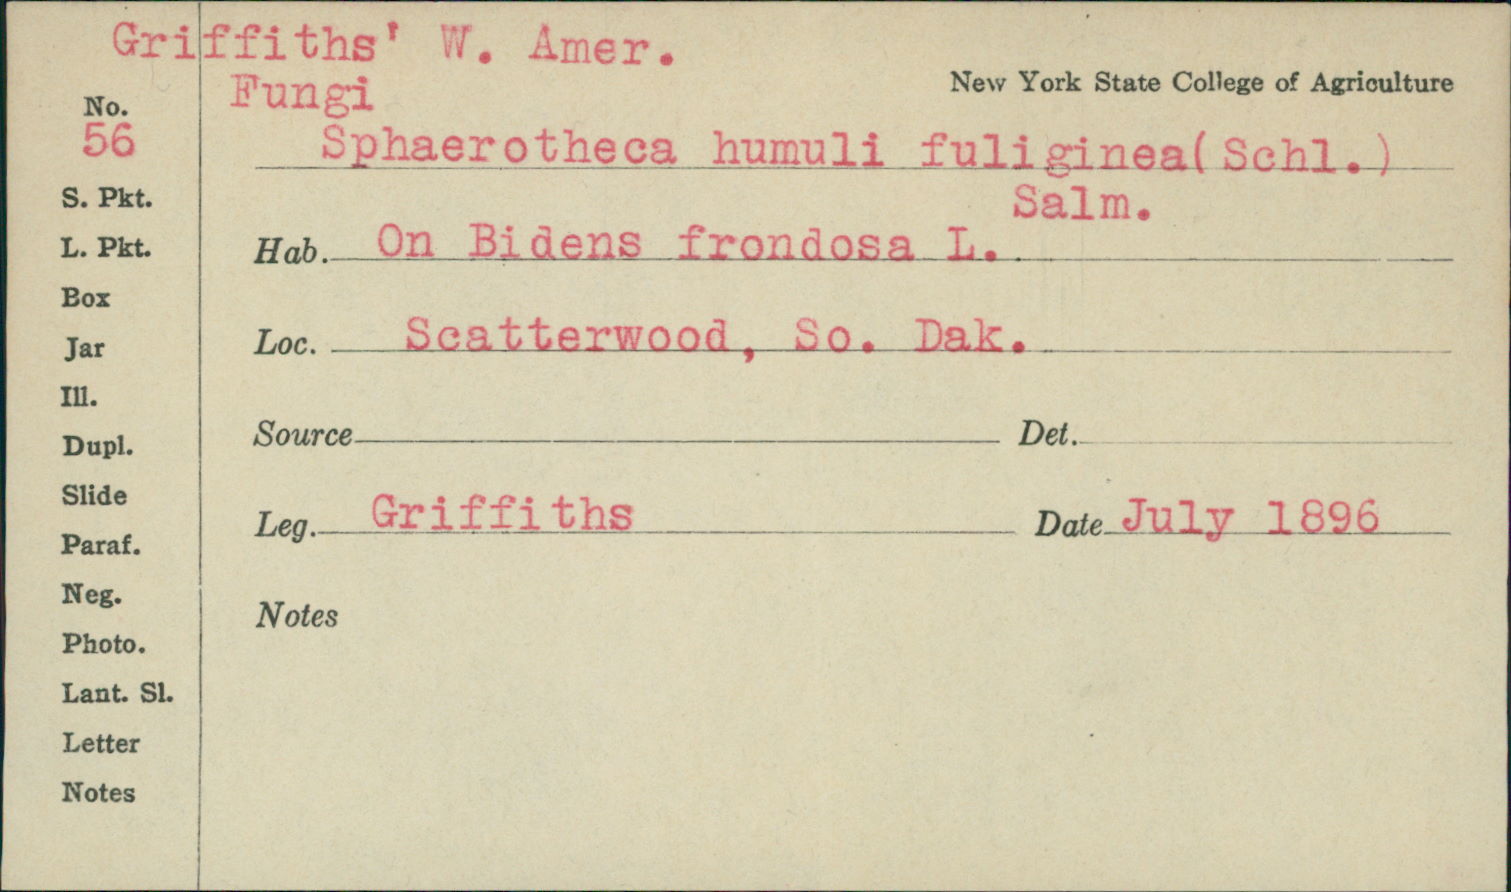 Griffiths' W. Amer.
Fungi
New York State College of Agriculture
No.
56
Sphaerotheca humuli fuliginea(Schl.)
Salm.
S. Pkt.
L. Pkt.
Hab. On Bidens frondosa L.
Box
Jar
Loc. Scatterwood, So. Dak.
Ill.
Dupl.
Source Det.
Slide
Leg. Griffiths Date July 1896
Paraf.
Neg.
Notes
Photo.
Lant. Sl.
Letter
Notes